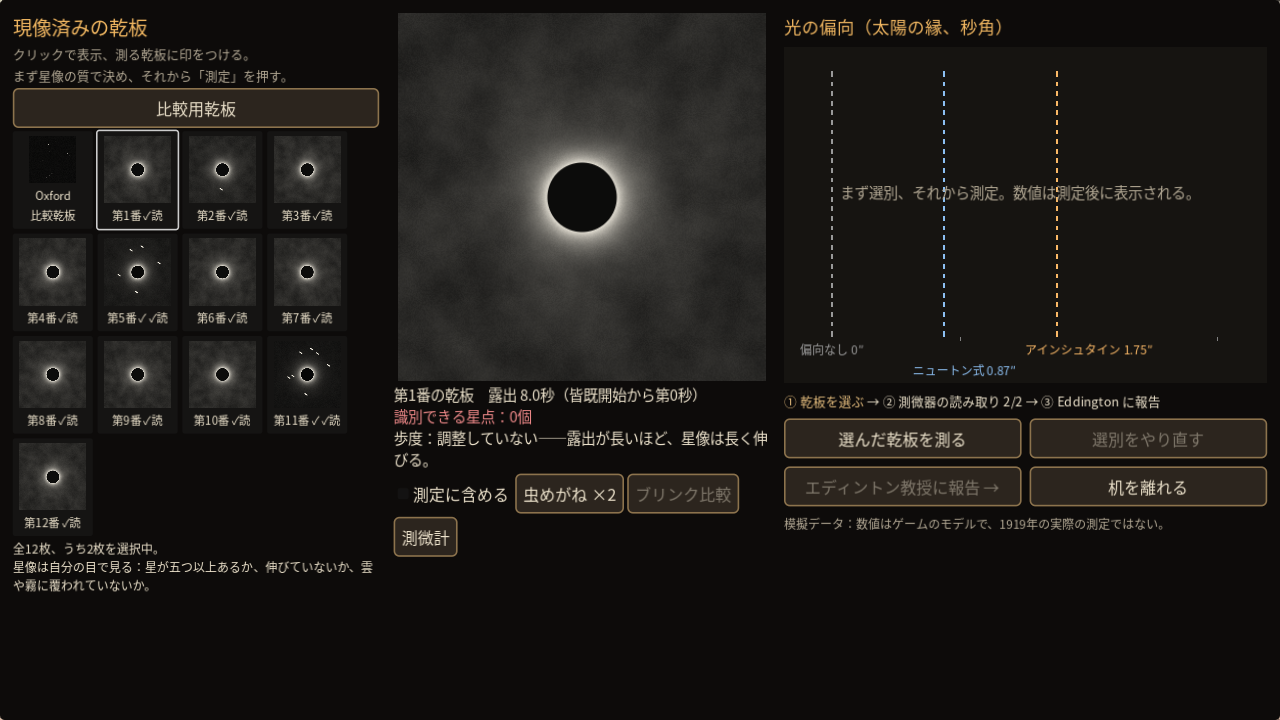 現像済みの乾板
クリックで表示、測る乾板に印をつける。
まず星像の質で決め、それから「測定」を押す。
比較用乾板
Oxford
比較乾板
第1番✓読
第2番✓読
第3番✓読
第4番✓読
第5番✓✓読
第6番✓読
第7番✓読
第8番✓読
第9番✓読
第10番✓読
第11番✓✓読
第12番✓読
全12枚、うち2枚を選択中。
星像は自分の目で見る：星が五つ以上あるか、伸びていないか、雲
や霧に覆われていないか。
第1番の乾板　露出 8.0秒（皆既開始から第0秒）
識別できる星点：0個
歩度：調整していない——露出が長いほど、星像は長く伸
びる。
測定に含める
虫めがね ×2
ブリンク比較
測微計
光の偏向（太陽の縁、秒角）
まず選別、それから測定。数値は測定後に表示される。
偏向なし 0″
アインシュタイン 1.75″
ニュートン式 0.87″
① 乾板を選ぶ → ② 測微器の読み取り 2/2 → ③ Eddington に報告
選んだ乾板を測る
選別をやり直す
エディントン教授に報告 →
机を離れる
模擬データ：数値はゲームのモデルで、1919年の実際の測定ではない。